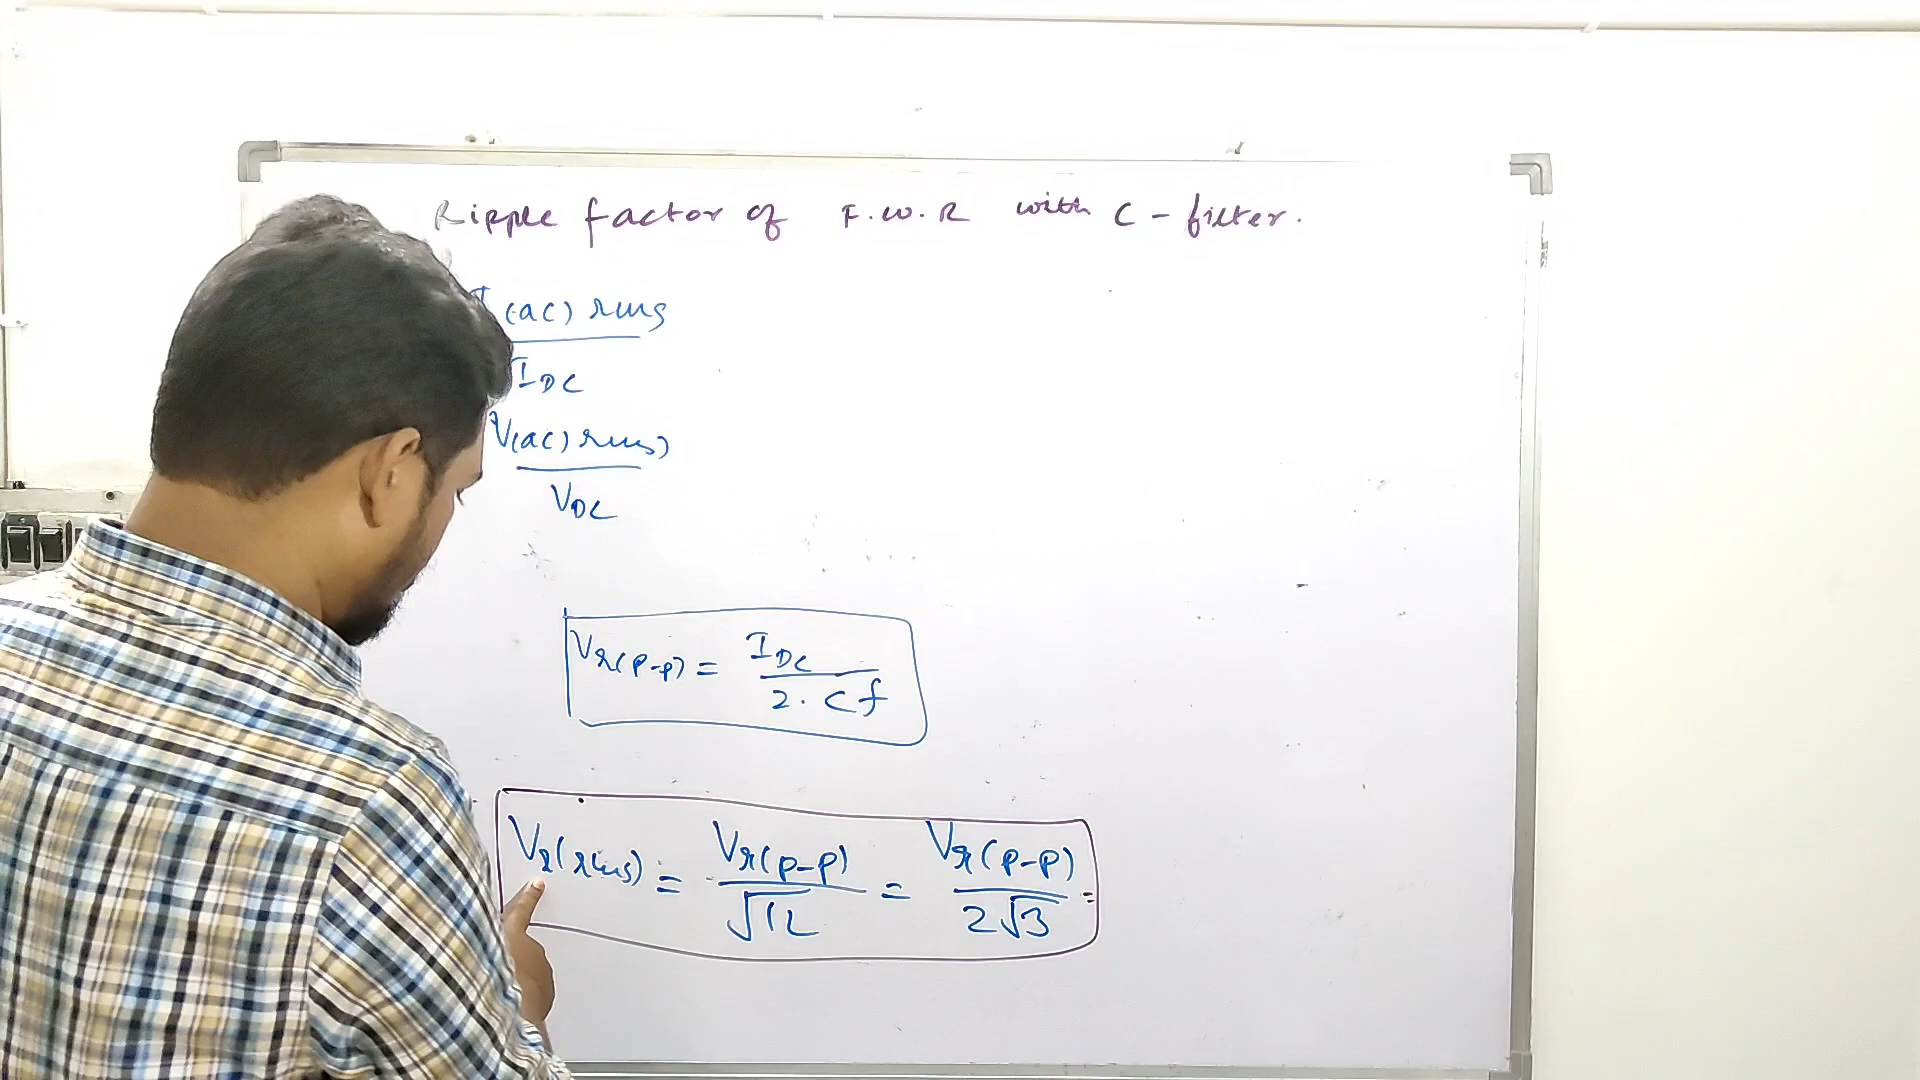 Ripple factor of F.W.R with C - filter.
I(ac) rms
IDC
V(ac) rms)
VDC
Vr(P-P) = IDC / 2. Cf
Vr(rms) = Vr(P-P) / √12 = Vr(P-P) / 2√3 =